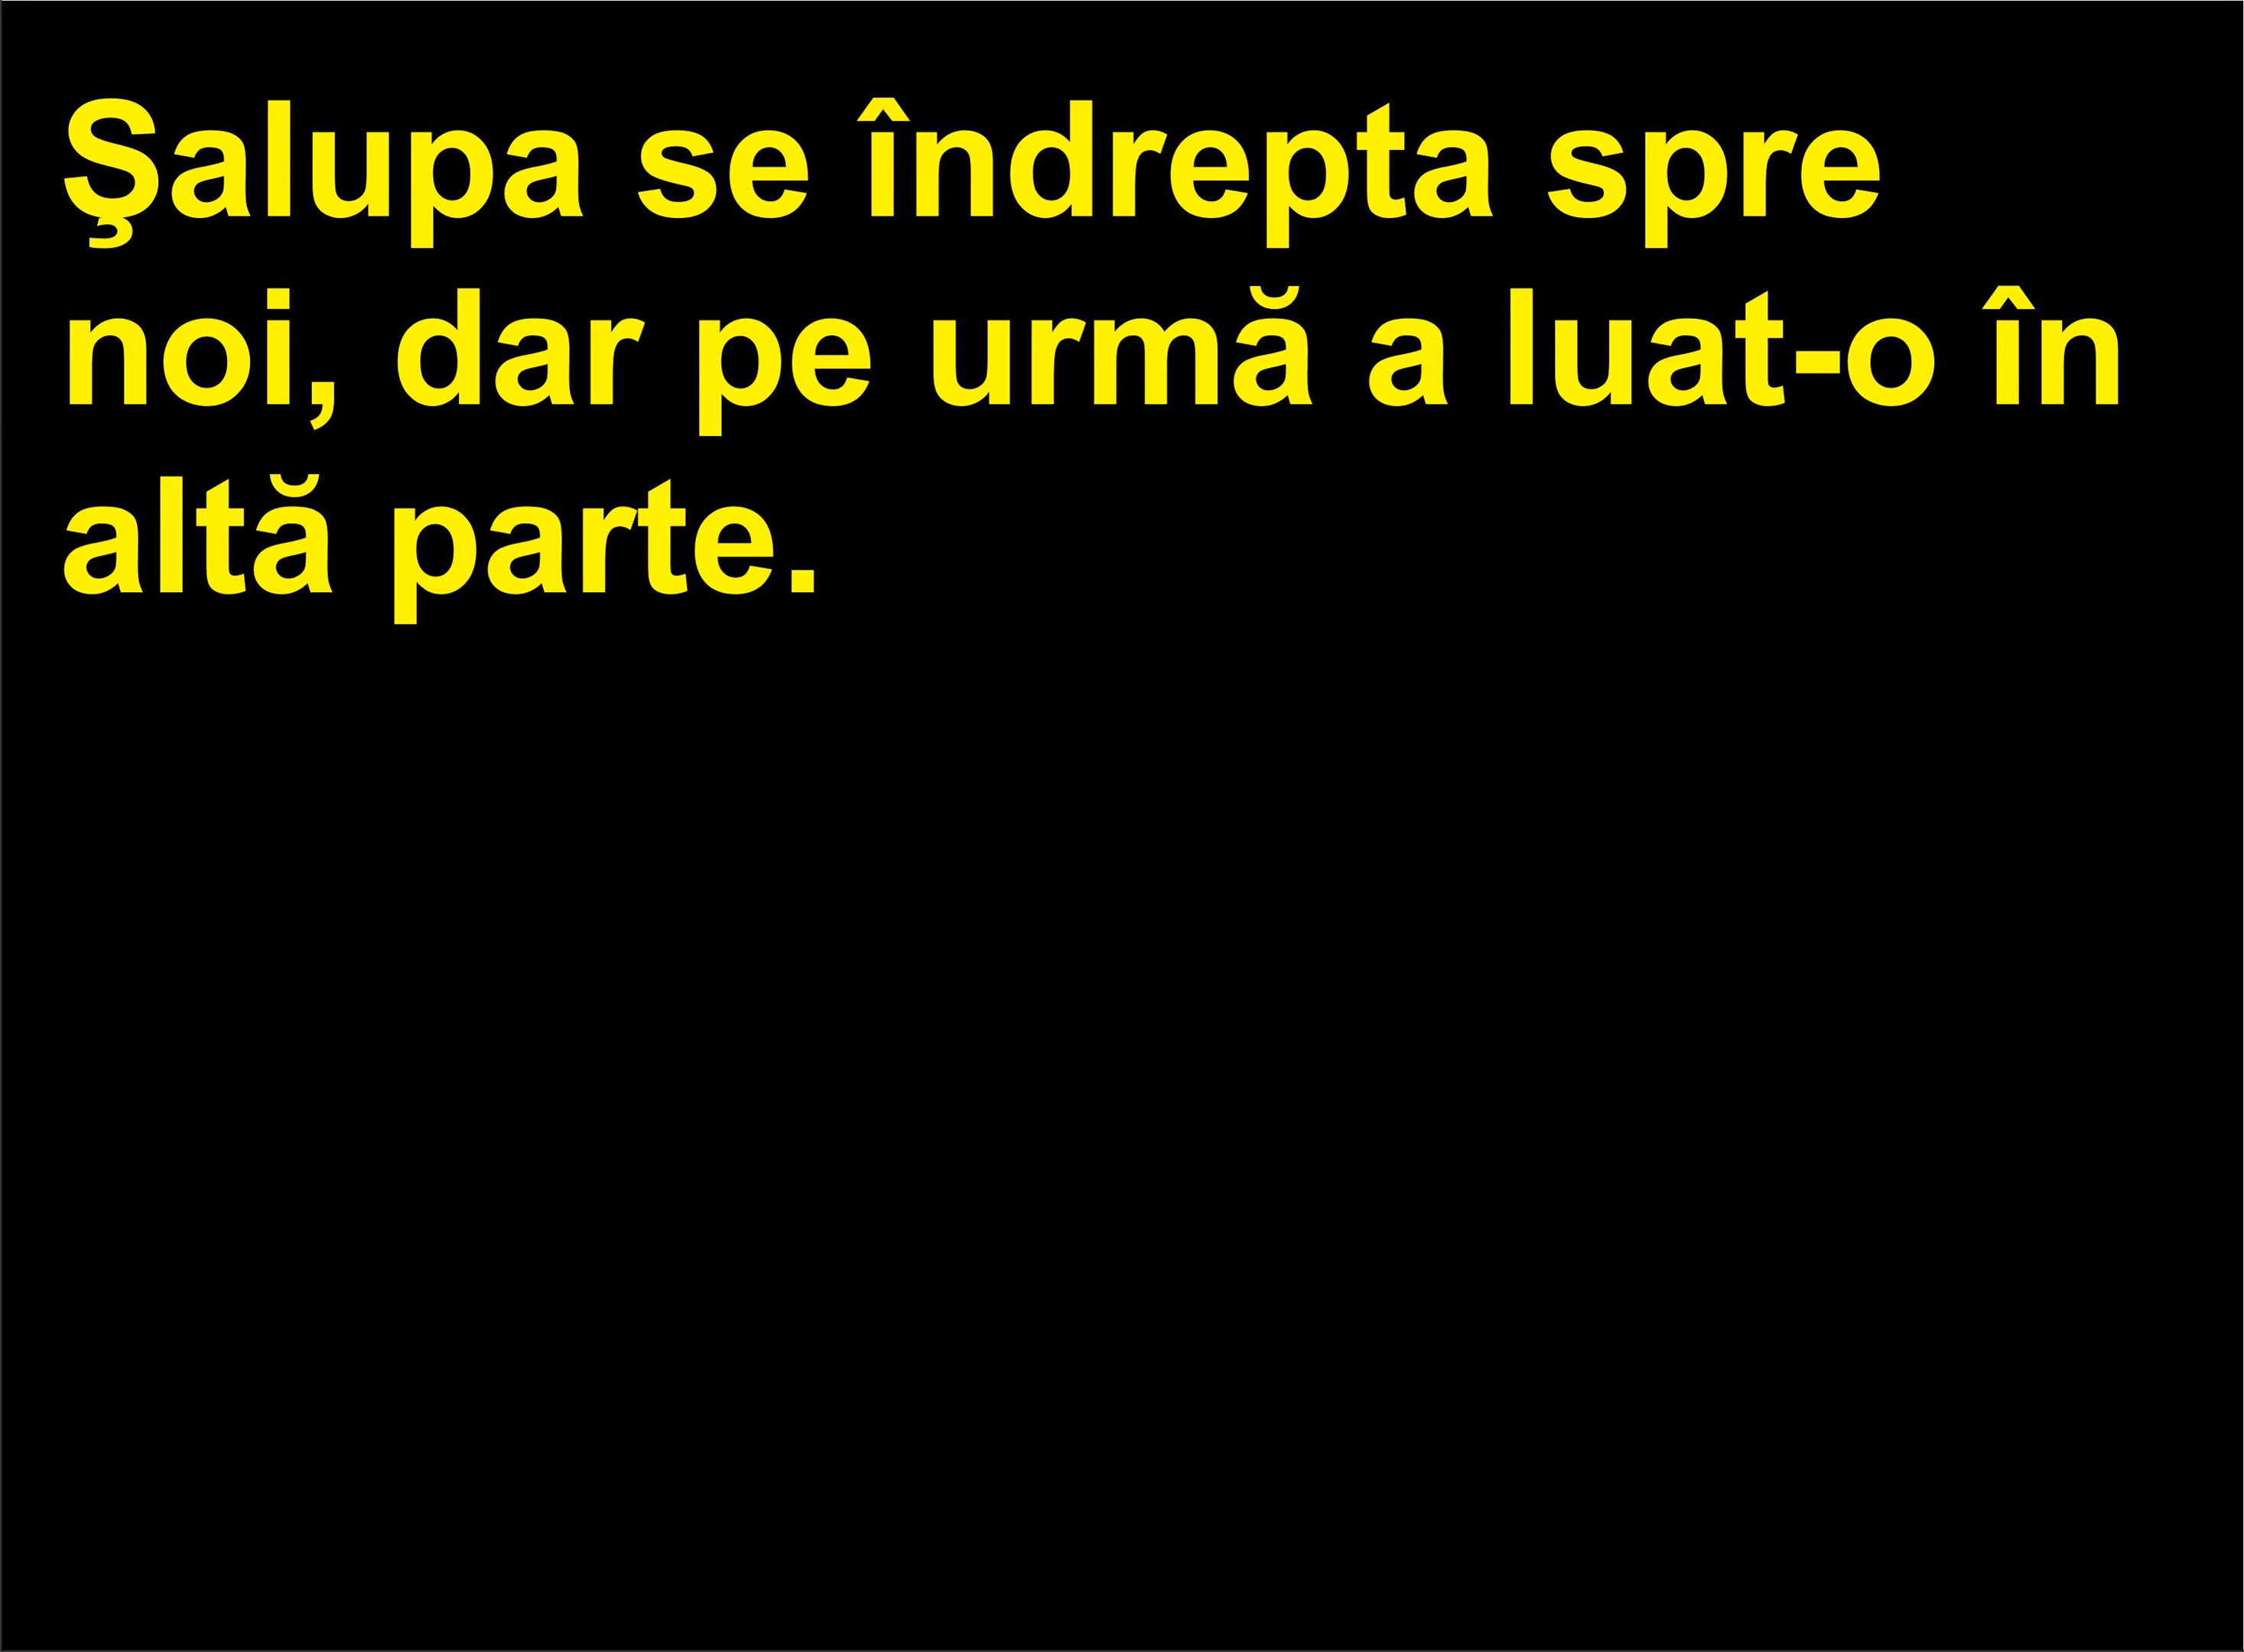 Şalupa se îndrepta spre
noi, dar pe urmă a luat-o în
altă parte.